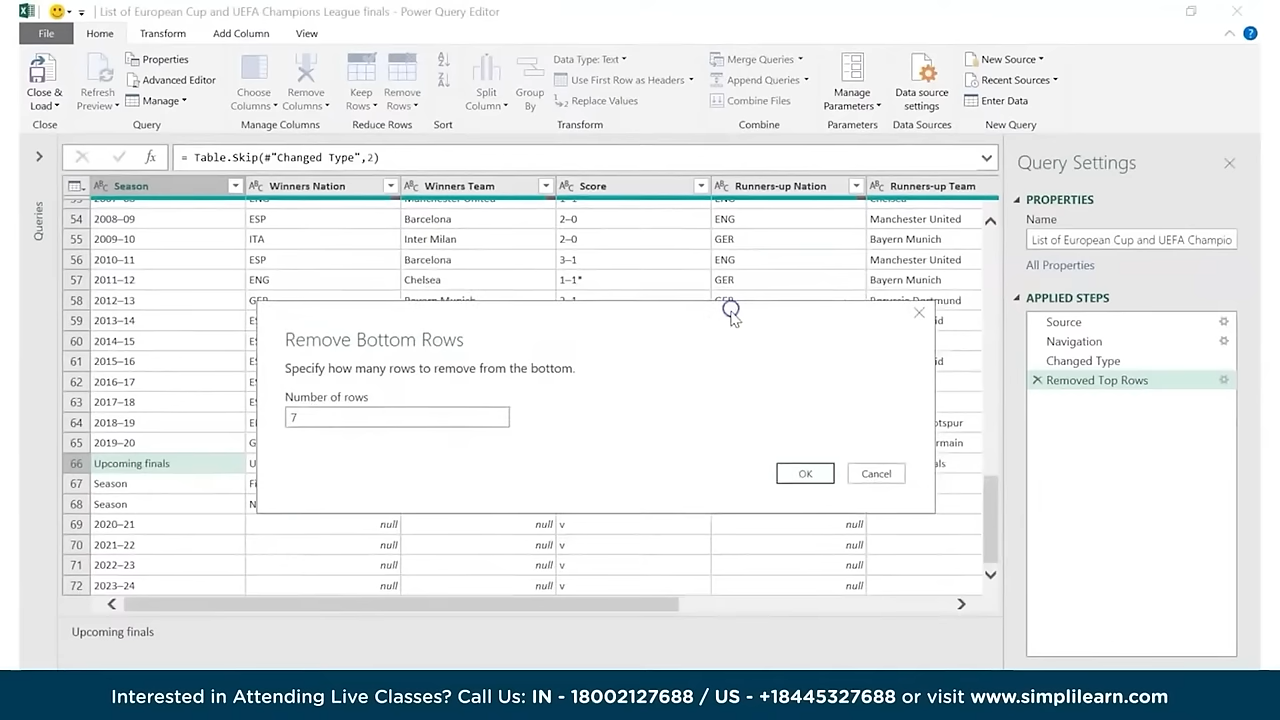 List of European Cup and UEFA Champions League finals - Power Query Editor
File Home Transform Add Column View
Close & Load
Close
Refresh Preview
Properties
Advanced Editor
Manage
Query
Choose Columns
Remove Columns
Manage Columns
Keep Rows
Remove Rows
Reduce Rows
A Z
Z A
Sort
Split Column
Group By
Data Type: Text
Use First Row as Headers
1 2 Replace Values
Transform
Merge Queries
Append Queries
Combine Files
Combine
Manage Parameters
Parameters
Data source settings
Data Sources
New Source
Recent Sources
Enter Data
New Query
fx = Table.Skip(#"Changed Type",2)
Queries
Season Winners Nation Winners Team Score Runners-up Nation Runners-up Team
54 2008–09 ESP Barcelona 2–0 ENG Manchester United
55 2009–10 ITA Inter Milan 2–0 GER Bayern Munich
56 2010–11 ESP Barcelona 3–1 ENG Manchester United
57 2011–12 ENG Chelsea 1–1* GER Bayern Munich
58 2012–13
59 2013–14
60 2014–15
61 2015–16
62 2016–17
63 2017–18
64 2018–19
65 2019–20
66 Upcoming finals
67 Season
68 Season
69 2020–21 null null v null
70 2021–22 null null v null
71 2022–23 null null v null
72 2023–24 null null v null
Remove Bottom Rows
Specify how many rows to remove from the bottom.
Number of rows
7
OK Cancel
Upcoming finals
Query Settings
PROPERTIES
Name
List of European Cup and UEFA Champio
All Properties
APPLIED STEPS
Source
Navigation
Changed Type
Removed Top Rows
Interested in Attending Live Classes? Call Us: IN - 18002127688 / US - +18445327688 or visit www.simplilearn.com